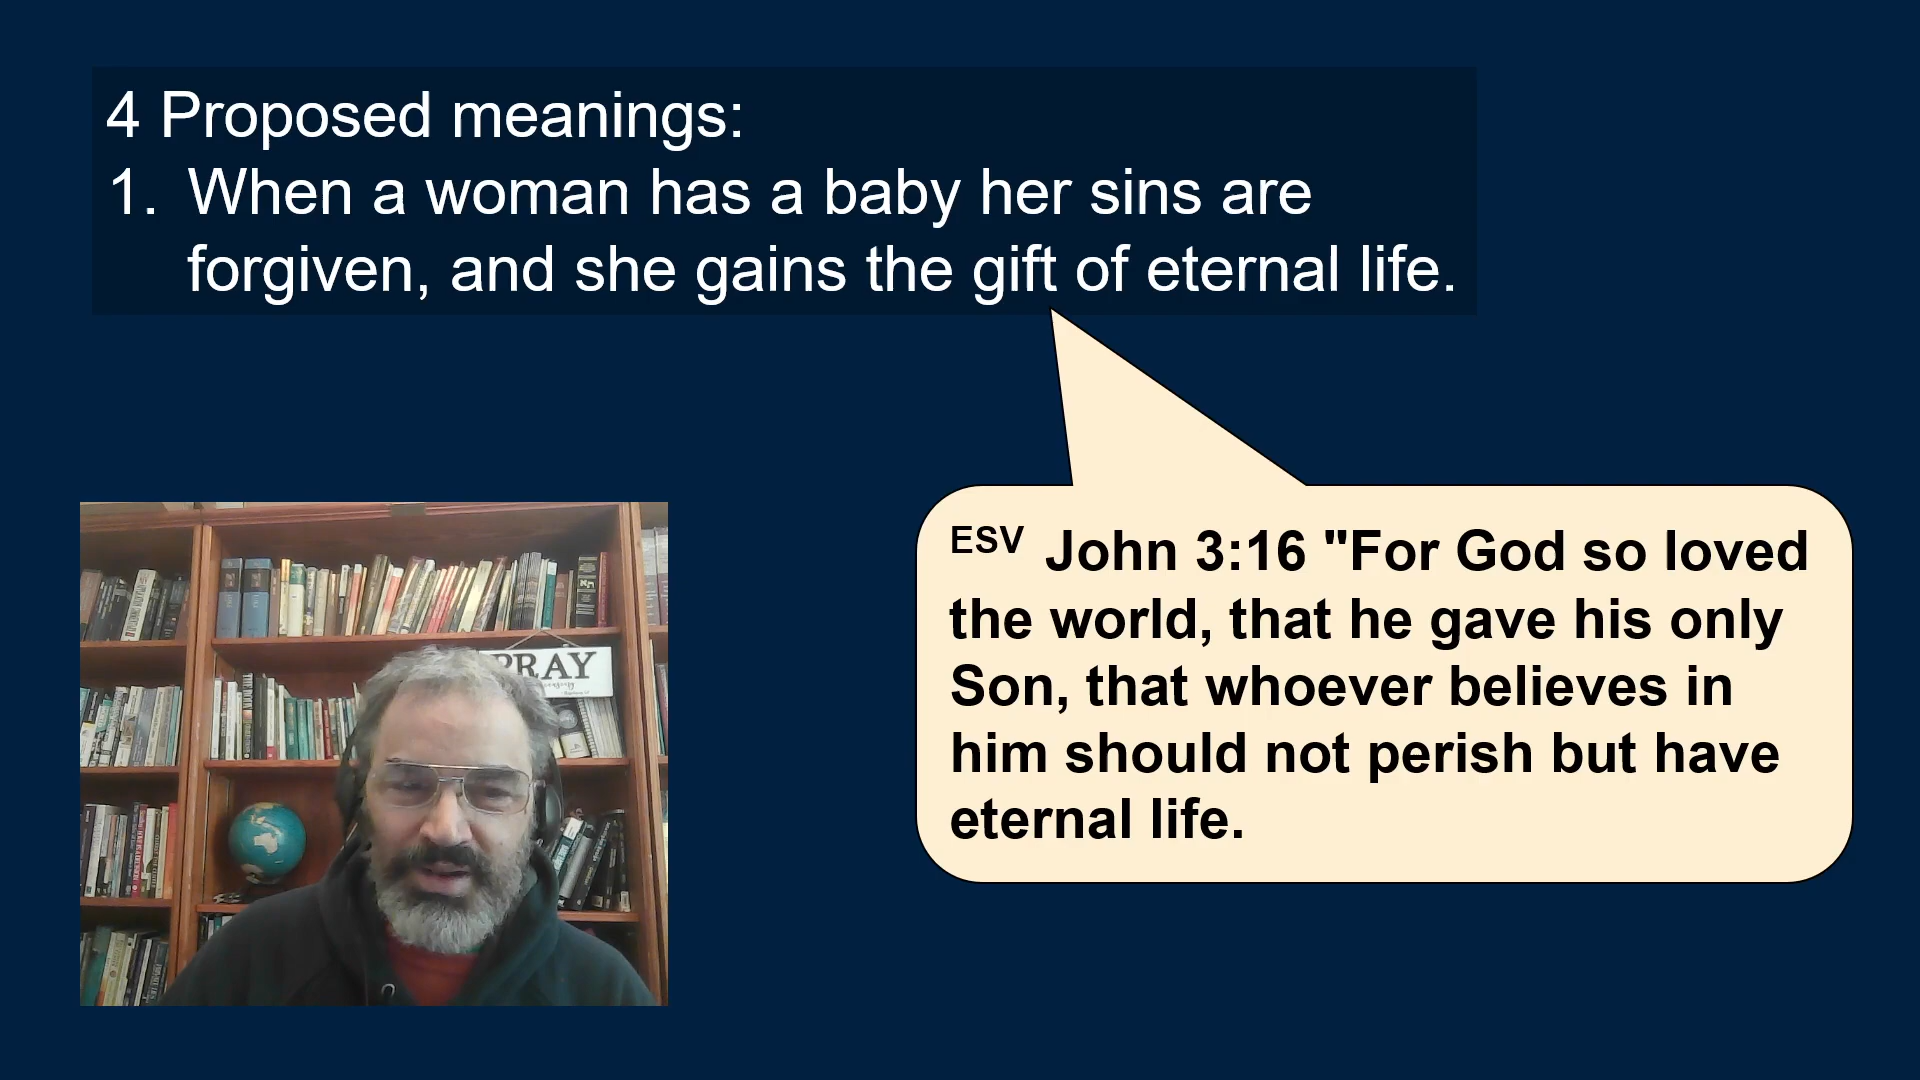 4 Proposed meanings:
1. When a woman has a baby her sins are
forgiven, and she gains the gift of eternal life.
ESV John 3:16 "For God so loved
the world, that he gave his only
Son, that whoever believes in
him should not perish but have
eternal life.
PRAY